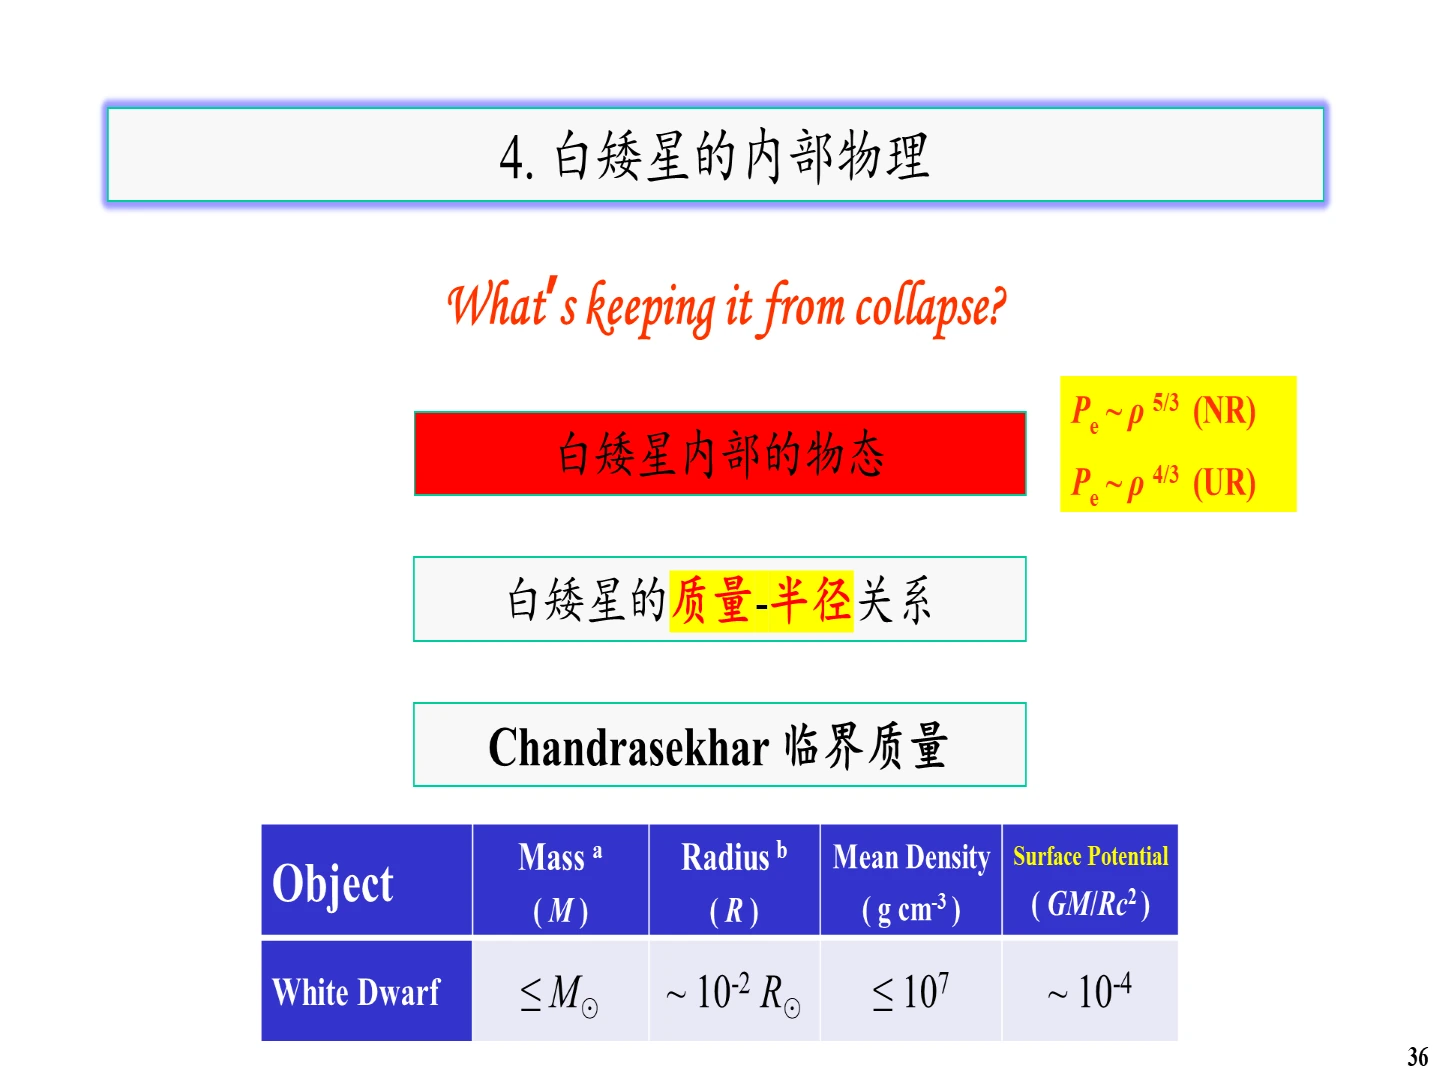 4. 白矮星的内部物理
What's keeping it from collapse?
白矮星内部的物态
Pe ~ ρ 5/3 (NR)
Pe ~ ρ 4/3 (UR)
白矮星的质量-半径关系
Chandrasekhar 临界质量
Object Mass a Radius b Mean Density Surface Potential
( M ) ( R ) ( g cm-3 ) ( GM/Rc2 )
White Dwarf ≤ M☉ ~ 10-2 R☉ ≤ 107 ~ 10-4
36